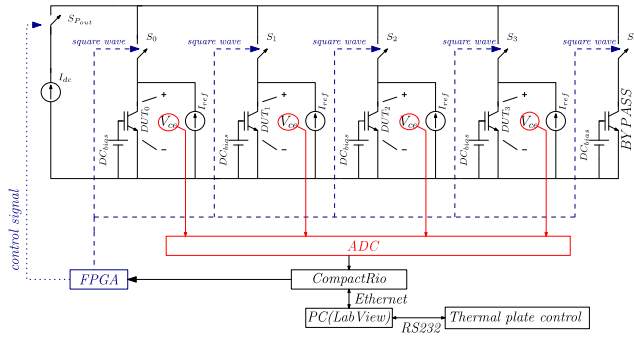 S_Pout
S_0
S_1
S_2
S_3
S
square wave
square wave
square wave
square wave
I_dc
DUT_0
DUT_1
DUT_2
DUT_3
V_ce
V_ce
V_ce
V_ce
I_ref
I_ref
I_ref
I_ref
+
+
+
+
−
−
−
−
DC_bias
DC_bias
DC_bias
DC_bias
DC_bias
BYPASS
control signal
ADC
FPGA
CompactRio
Ethernet
PC(LabView)
RS232
Thermal plate control